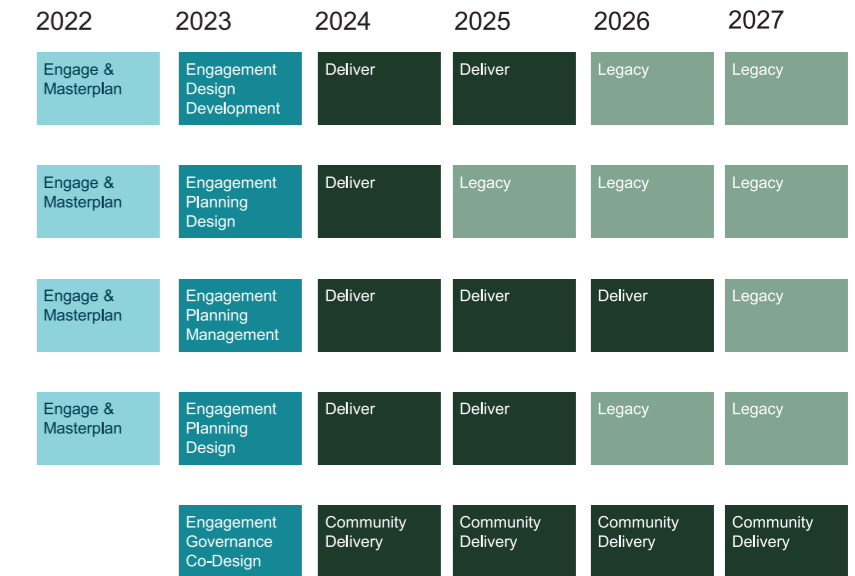 2022 2023 2024 2025 2026 2027
Engage &
Masterplan
Engagement
Design
Development
Deliver
Deliver
Legacy
Legacy
Engage &
Masterplan
Engagement
Planning
Design
Deliver
Legacy
Legacy
Legacy
Engage &
Masterplan
Engagement
Planning
Management
Deliver
Deliver
Deliver
Legacy
Engage &
Masterplan
Engagement
Planning
Design
Deliver
Deliver
Legacy
Legacy
Engagement
Governance
Co-Design
Community
Delivery
Community
Delivery
Community
Delivery
Community
Delivery